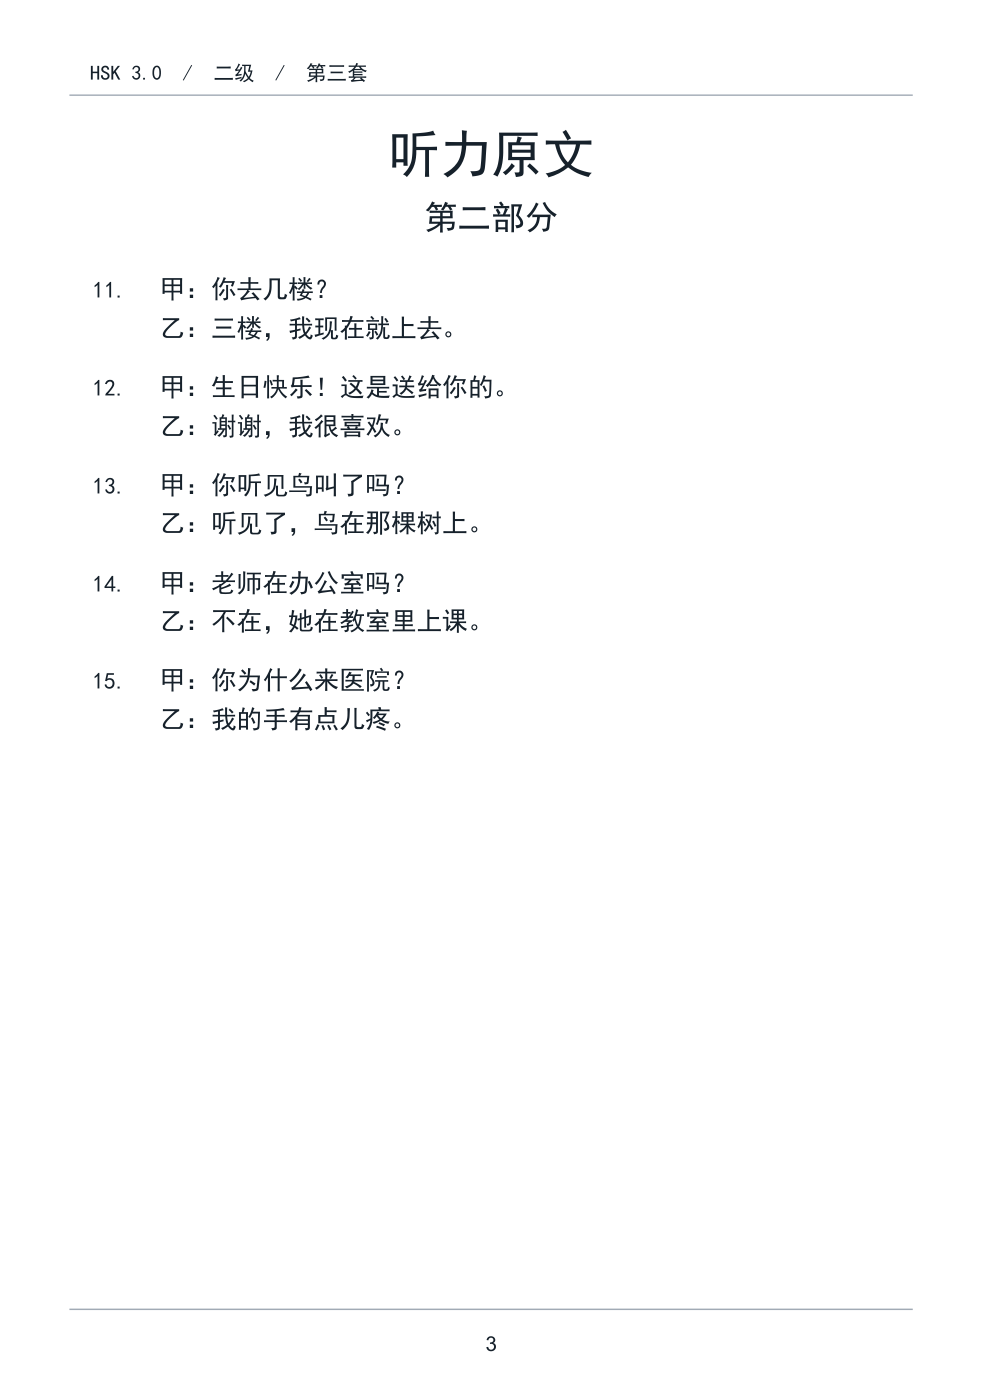 HSK 3.0 / 二级 / 第三套
听力原文
第二部分
11. 甲：你去几楼？
乙：三楼，我现在就上去。
12. 甲：生日快乐！这是送给你的。
乙：谢谢，我很喜欢。
13. 甲：你听见鸟叫了吗？
乙：听见了，鸟在那棵树上。
14. 甲：老师在办公室吗？
乙：不在，她在教室里上课。
15. 甲：你为什么来医院？
乙：我的手有点儿疼。
3